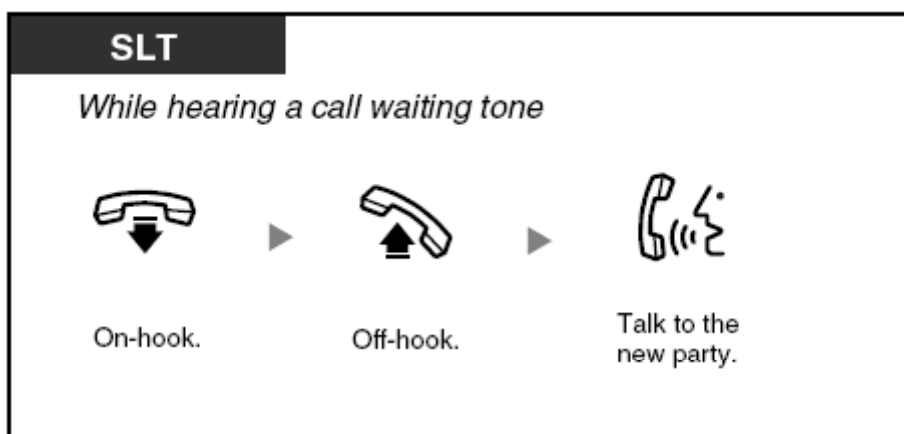 SLT
While hearing a call waiting tone
On-hook.
Off-hook.
Talk to the
new party.